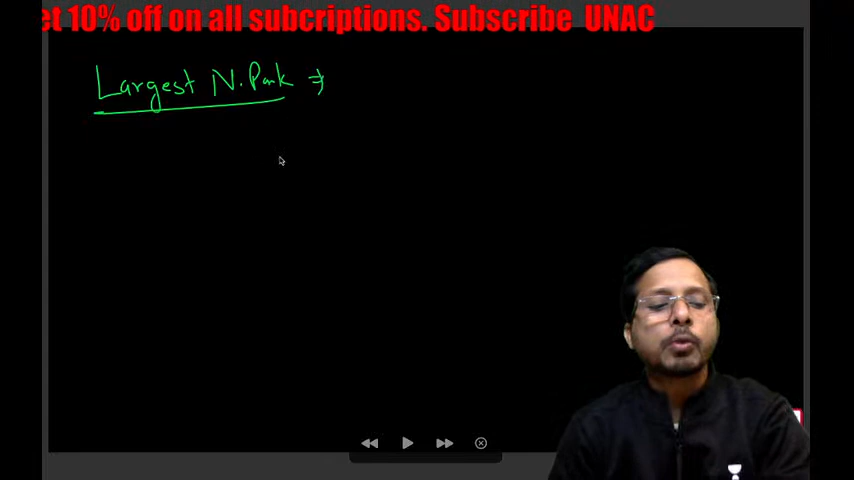 et 10% off on all subcriptions. Subscribe UNAC
Largest N.Park →